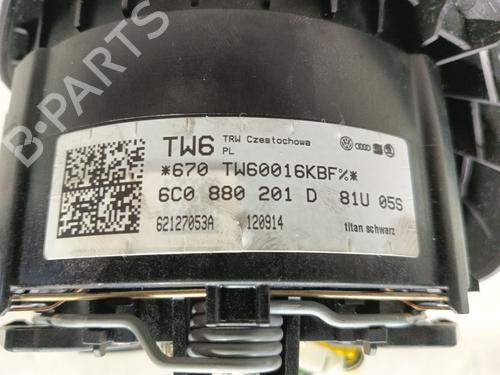 TW6 TRW Czestochowa
PL
*670 TW60016KBF%*
6C0 880 201 D 81U 05S
62127053A 120914 titan schwarz
B-PARTS